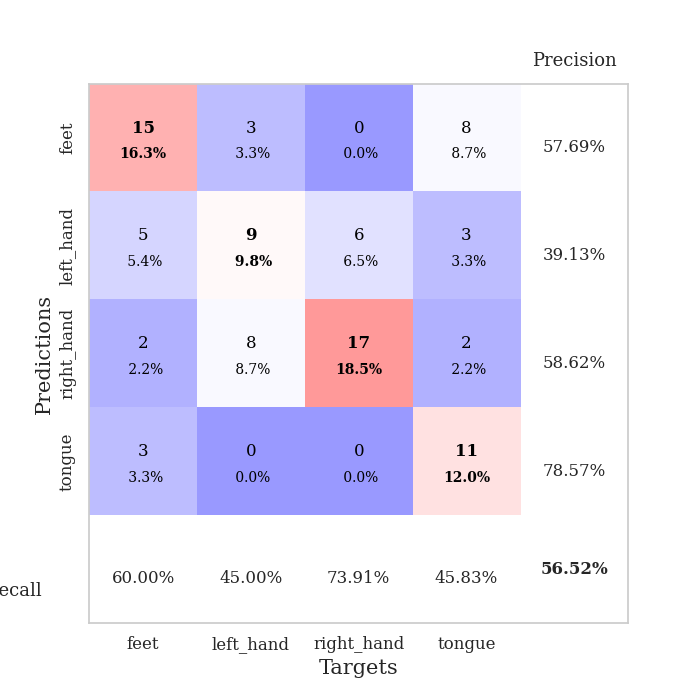 Precision
feet 15 3 0 8 57.69%
16.3% 3.3% 0.0% 8.7%
left_hand 5 9 6 3 39.13%
5.4% 9.8% 6.5% 3.3%
right_hand 2 8 17 2 58.62%
2.2% 8.7% 18.5% 2.2%
tongue 3 0 0 11 78.57%
3.3% 0.0% 0.0% 12.0%
Predictions
ecall 60.00% 45.00% 73.91% 45.83% 56.52%
feet left_hand right_hand tongue
Targets